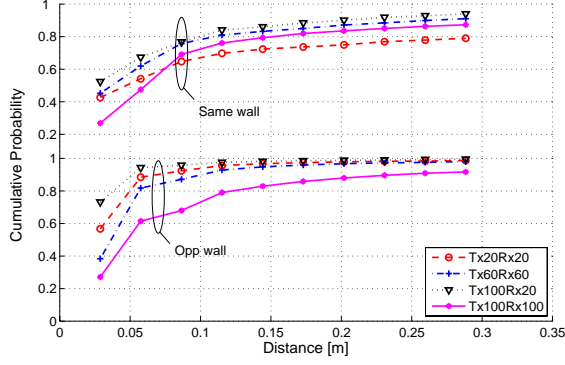 1
0.8
0.6
0.4
0.2
Same wall
1
0.8
0.6
0.4
0.2
0
Opp wall
Cumulative Probability
Tx20Rx20
Tx60Rx60
Tx100Rx20
Tx100Rx100
0 0.05 0.1 0.15 0.2 0.25 0.3 0.35
Distance [m]